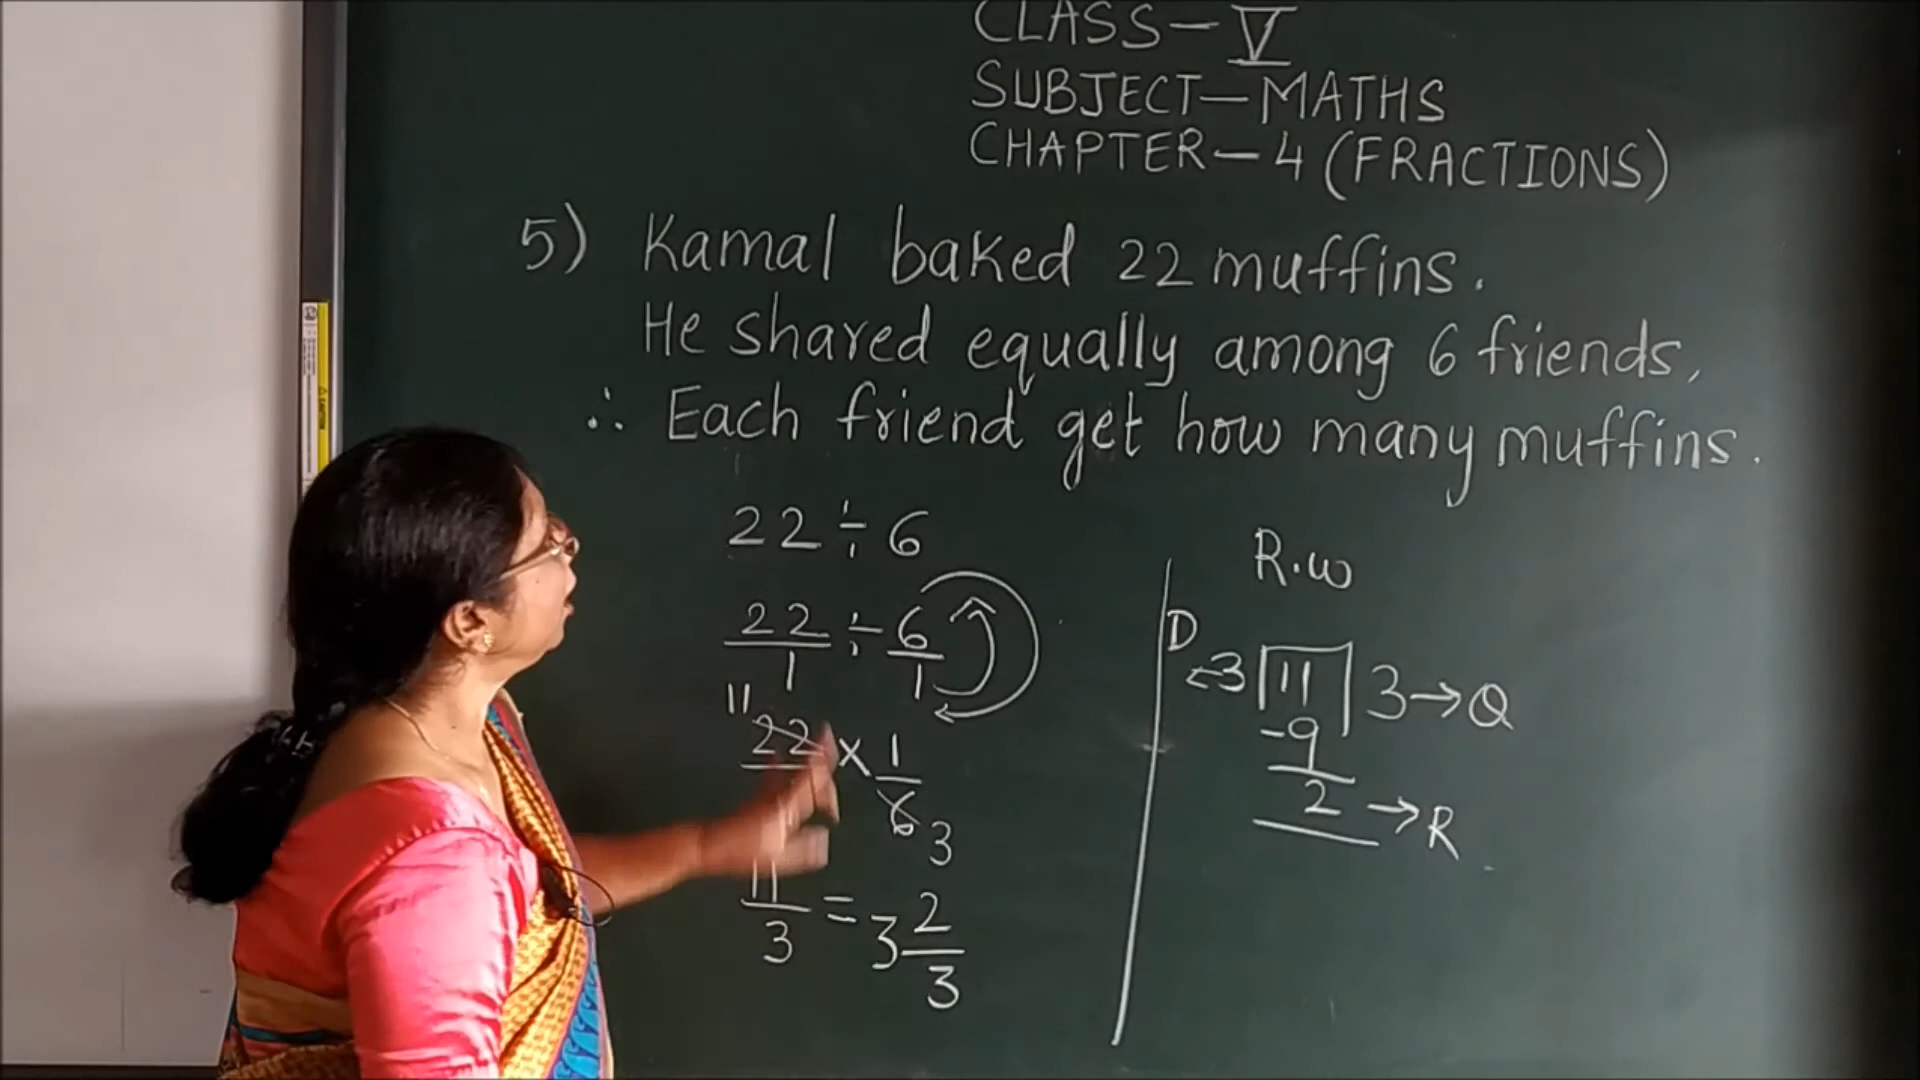 CLASS-V
SUBJECT-MATHS
CHAPTER-4 (FRACTIONS)
5) Kamal baked 22 muffins.
He shared equally among 6 friends,
∴ Each friend get how many muffins.
22 ÷ 6
22/1 ÷ 6/1
11
22 × 1/6
3
11/3 = 3 2/3
R.W
D ← 3 | 11 | 3 → Q
-9
2 → R